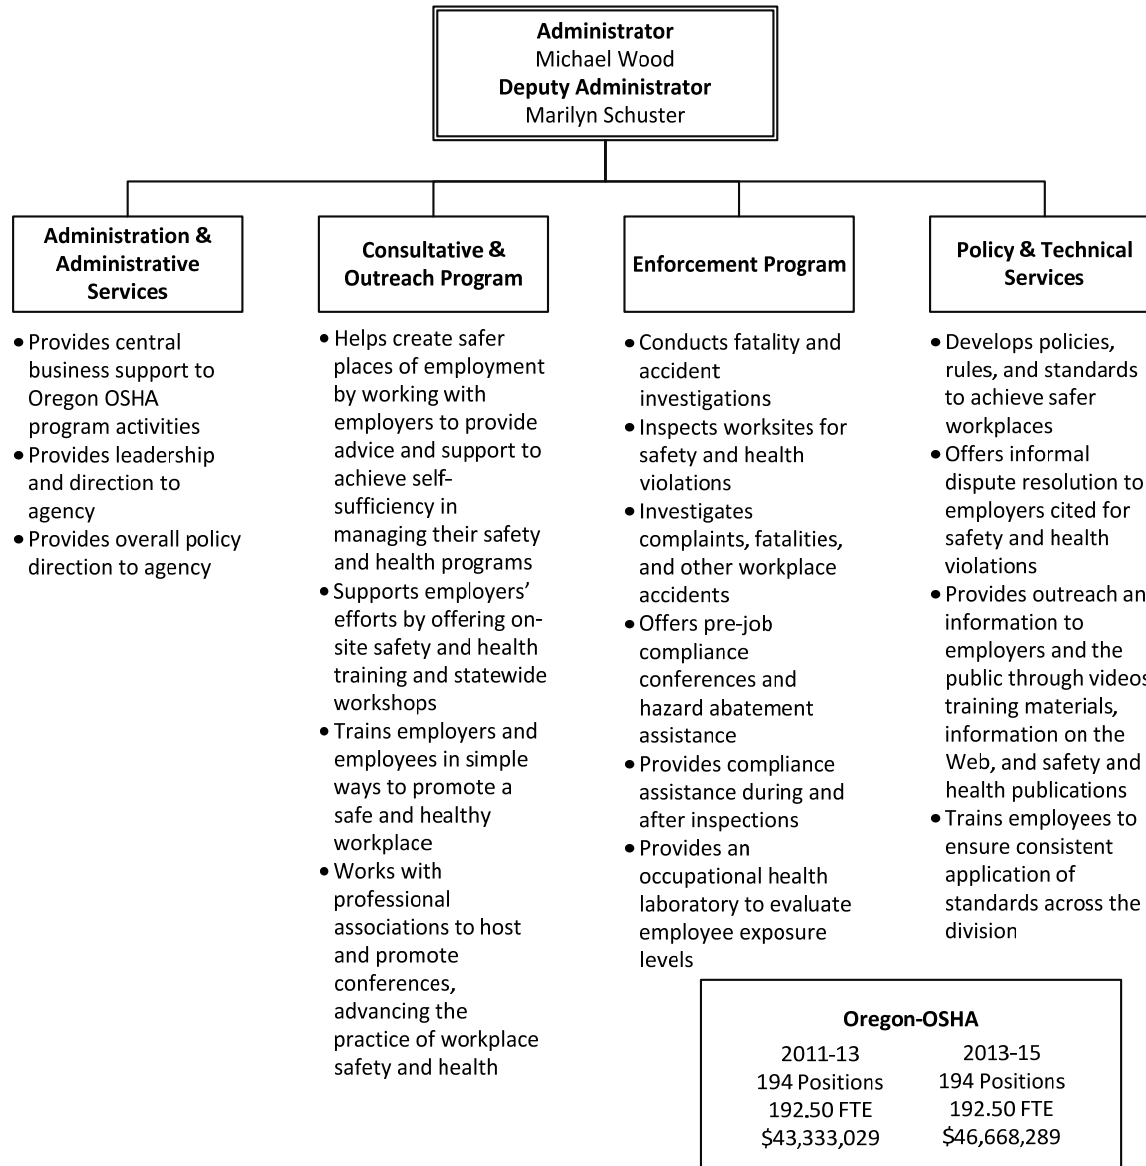 Administrator
Michael Wood
Deputy Administrator
Marilyn Schuster
Administration &
Administrative
Services
• Provides central
business support to
Oregon OSHA
program activities
• Provides leadership
and direction to
agency
• Provides overall policy
direction to agency
Consultative &
Outreach Program
• Helps create safer
places of employment
by working with
employers to provide
advice and support to
achieve self-
sufficiency in
managing their safety
and health programs
• Supports employers’
efforts by offering on-
site safety and health
training and statewide
workshops
• Trains employers and
employees in simple
ways to promote a
safe and healthy
workplace
• Works with
professional
associations to host
and promote
conferences,
advancing the
practice of workplace
safety and health
Enforcement Program
• Conducts fatality and
accident
investigations
• Inspects worksites for
safety and health
violations
• Investigates
complaints, fatalities,
and other workplace
accidents
• Offers pre-job
compliance
conferences and
hazard abatement
assistance
• Provides compliance
assistance during and
after inspections
• Provides an
occupational health
laboratory to evaluate
employee exposure
levels
Policy & Technical
Services
• Develops policies,
rules, and standards
to achieve safer
workplaces
• Offers informal
dispute resolution to
employers cited for
safety and health
violations
• Provides outreach an
information to
employers and the
public through videos
training materials,
information on the
Web, and safety and
health publications
• Trains employees to
ensure consistent
application of
standards across the
division
Oregon-OSHA
2011-13 2013-15
194 Positions 194 Positions
192.50 FTE 192.50 FTE
$43,333,029 $46,668,289